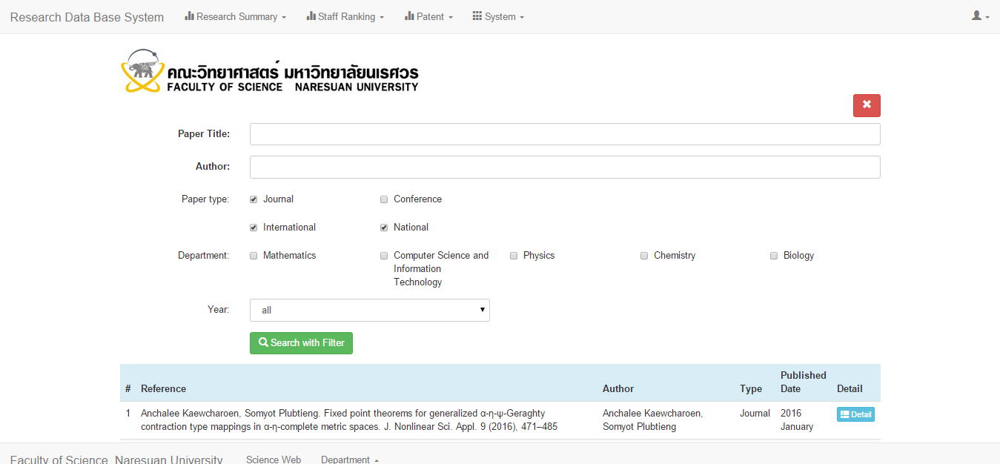 Research Data Base System Research Summary Staff Ranking Patent System
คณะวิทยาศาสตร์ มหาวิทยาลัยนเรศวร
FACULTY OF SCIENCE NARESUAN UNIVERSITY
Paper Title:
Author:
Paper type: Journal Conference
International National
Department: Mathematics Computer Science and Physics Chemistry Biology
Information
Technology
Year: all
Search with Filter
Published
# Reference Author Type Date Detail
1 Anchalee Kaewcharoen, Somyot Plubtieng. Fixed point theorems for generalized α-η-ψ-Geraghty Anchalee Kaewcharoen, Journal 2016 Detail
contraction type mappings in α-η-complete metric spaces. J. Nonlinear Sci. Appl. 9 (2016), 471–485 Somyot Plubtieng January
Faculty of Science Naresuan University Science Web Department